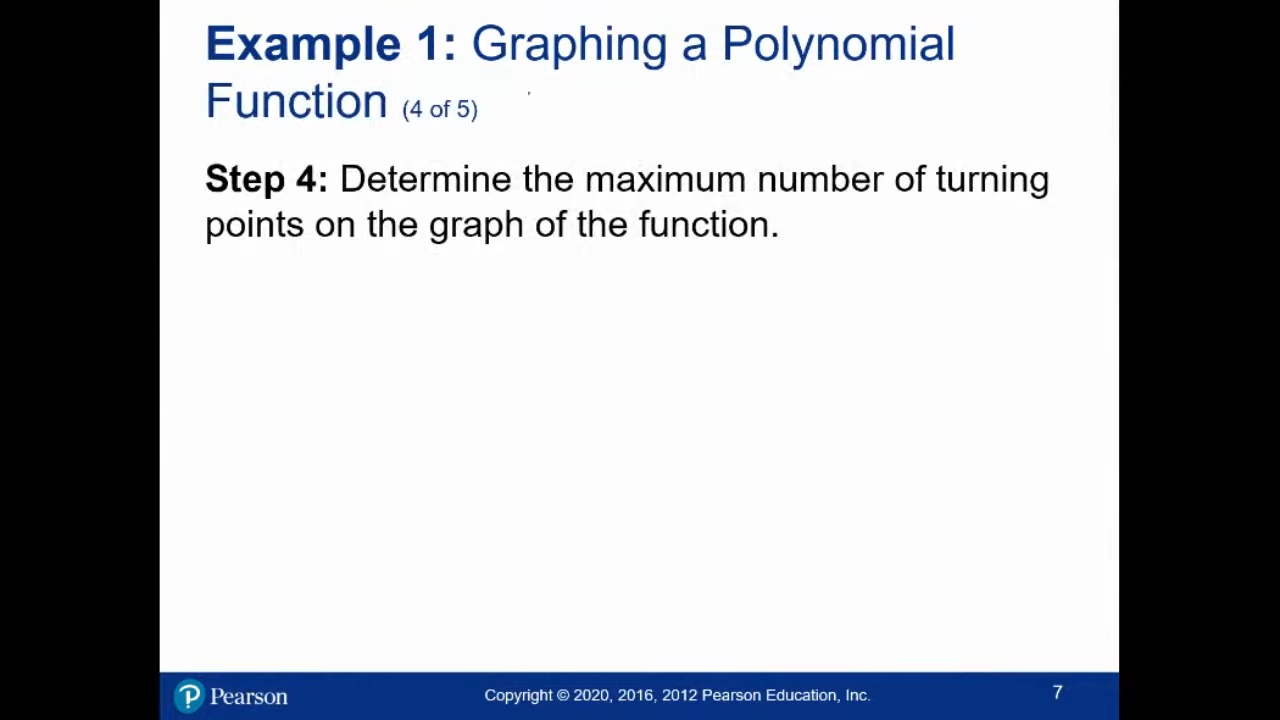 Example 1: Graphing a Polynomial
Function (4 of 5)
Step 4: Determine the maximum number of turning
points on the graph of the function.
Pearson
Copyright © 2020, 2016, 2012 Pearson Education, Inc.
7